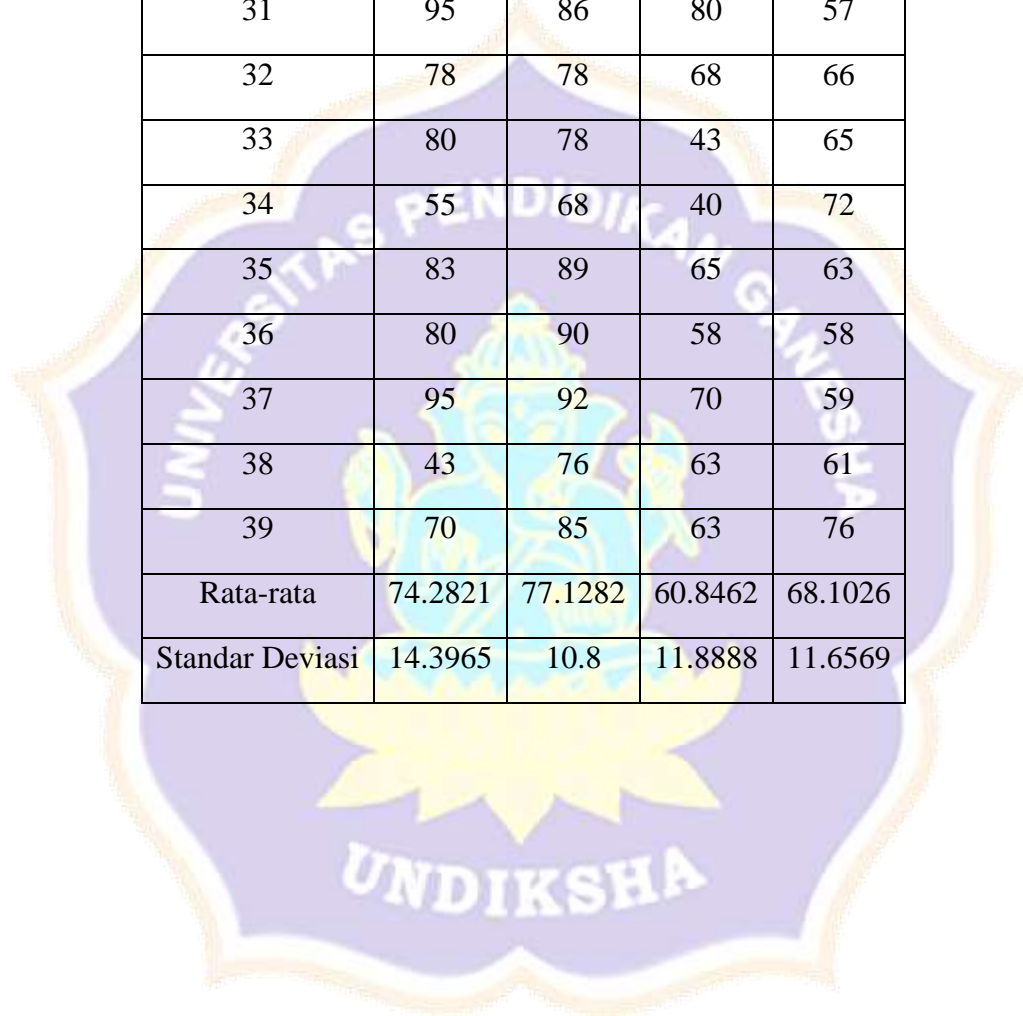 31 95 86 80 57
32 78 78 68 66
33 80 78 43 65
34 55 68 40 72
35 83 89 65 63
36 80 90 58 58
37 95 92 70 59
38 43 76 63 61
39 70 85 63 76
Rata-rata 74.2821 77.1282 60.8462 68.1026
Standar Deviasi 14.3965 10.8 11.8888 11.6569
UNIVERSITAS PENDIDIKAN GANESHA
UNDIKSHA